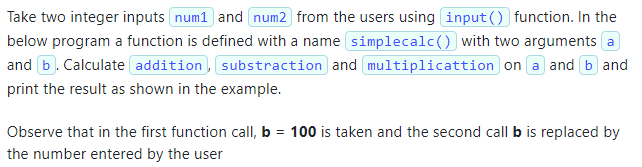 Take two integer inputs num1 and num2 from the users using input() function. In the
below program a function is defined with a name simplecalc() with two arguments a
and b. Calculate addition, substraction and multiplicattion on a and b and
print the result as shown in the example.
Observe that in the first function call, b = 100 is taken and the second call b is replaced by
the number entered by the user